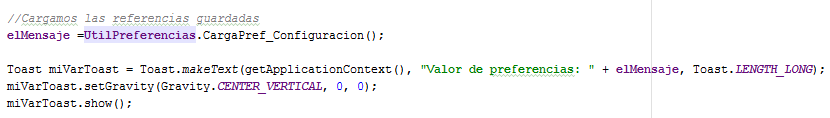 //Cargamos las referencias guardadas
elMensaje =UtilPreferencias.CargaPref_Configuracion();
Toast miVarToast = Toast.makeText(getApplicationContext(), "Valor de preferencias: " + elMensaje, Toast.LENGTH_LONG);
miVarToast.setGravity(Gravity.CENTER_VERTICAL, 0, 0);
miVarToast.show();